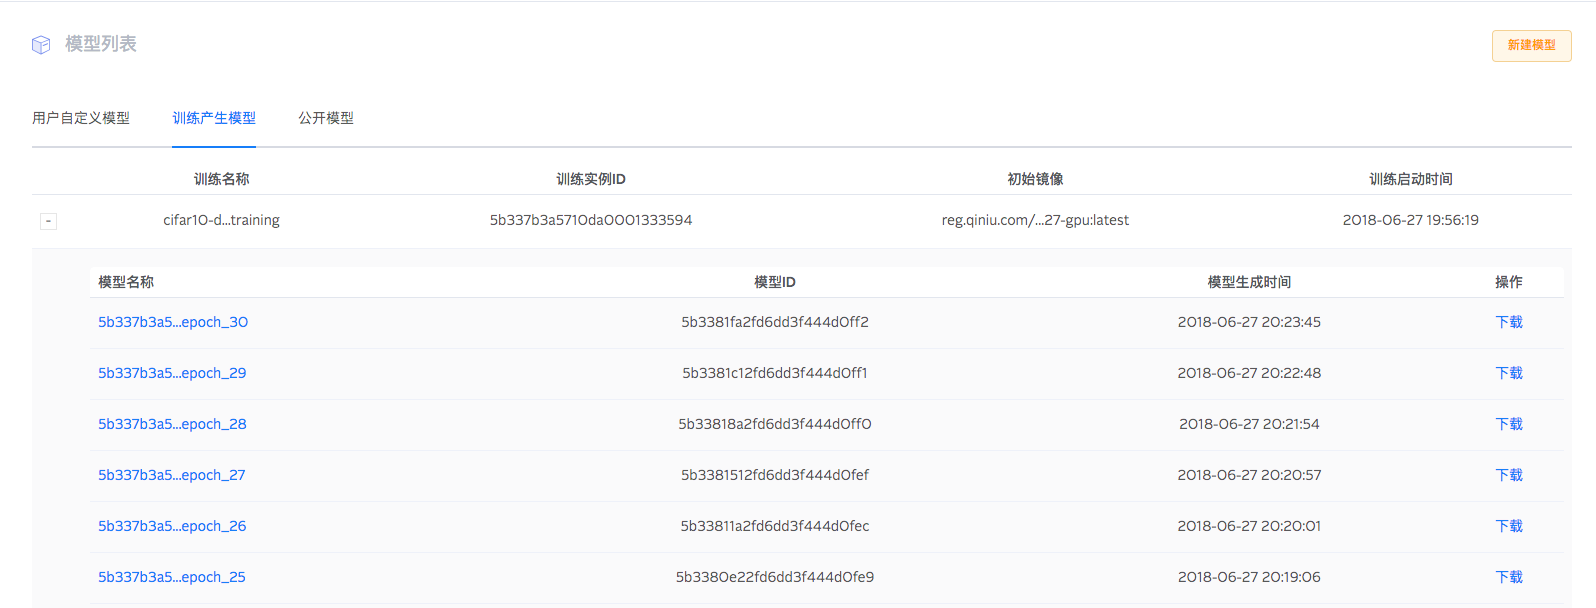 模型列表
新建模型
用户自定义模型 训练产生模型 公开模型
训练名称 训练实例ID 初始镜像 训练启动时间
- cifar10-d...training 5b337b3a5710da0001333594 reg.qiniu.com/...27-gpu:latest 2018-06-27 19:56:19
模型名称 模型ID 模型生成时间 操作
5b337b3a5...epoch_30 5b3381fa2fd6dd3f444d0ff2 2018-06-27 20:23:45 下载
5b337b3a5...epoch_29 5b3381c12fd6dd3f444d0ff1 2018-06-27 20:22:48 下载
5b337b3a5...epoch_28 5b33818a2fd6dd3f444d0ff0 2018-06-27 20:21:54 下载
5b337b3a5...epoch_27 5b3381512fd6dd3f444d0fef 2018-06-27 20:20:57 下载
5b337b3a5...epoch_26 5b33811a2fd6dd3f444d0fec 2018-06-27 20:20:01 下载
5b337b3a5...epoch_25 5b3380e22fd6dd3f444d0fe9 2018-06-27 20:19:06 下载